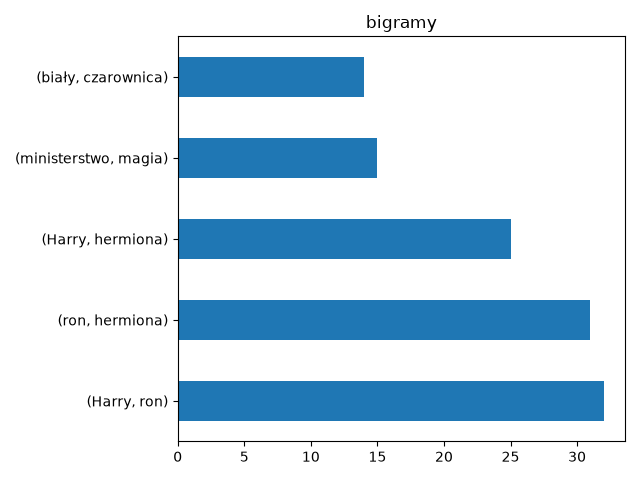 bigramy
(biały, czarownica)
(ministerstwo, magia)
(Harry, hermiona)
(ron, hermiona)
(Harry, ron)
0 5 10 15 20 25 30